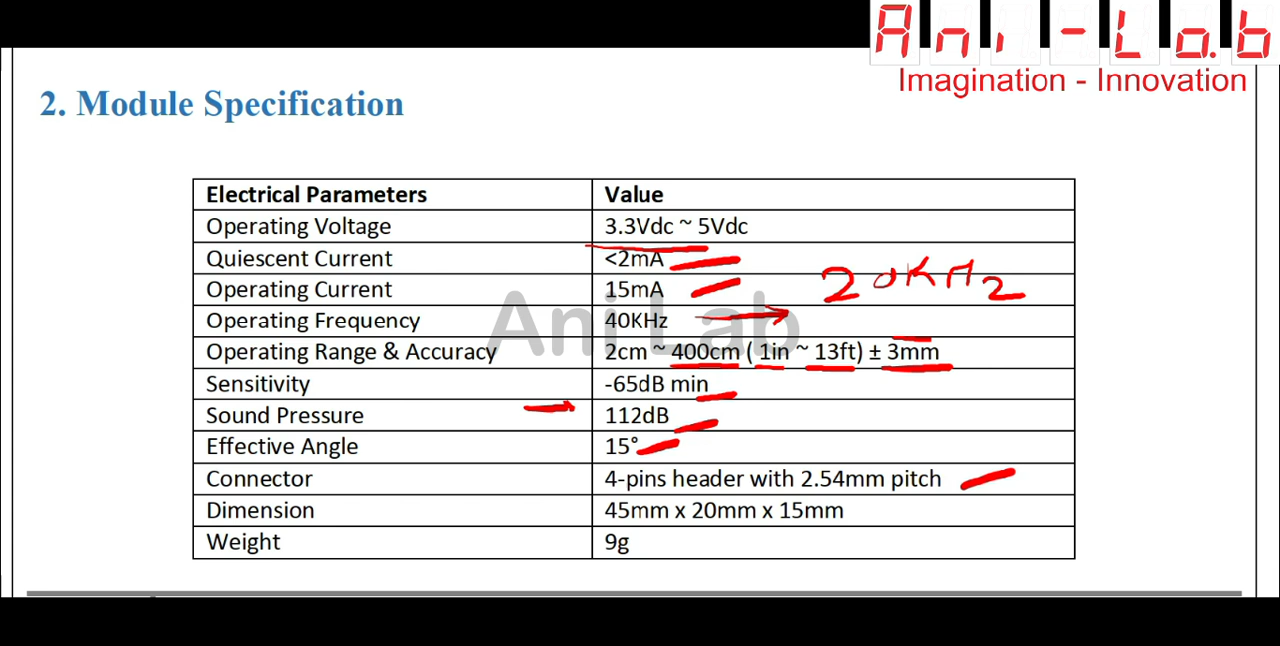 Ani-Lab
Imagination - Innovation
2. Module Specification
Electrical Parameters Value
Operating Voltage 3.3Vdc ~ 5Vdc
Quiescent Current <2mA
Operating Current 15mA
20KHz
Operating Frequency 40KHz
Operating Range & Accuracy 2cm ~ 400cm ( 1in ~ 13ft) ± 3mm
Sensitivity -65dB min
Sound Pressure 112dB
Effective Angle 15°
Connector 4-pins header with 2.54mm pitch
Dimension 45mm x 20mm x 15mm
Weight 9g
Ani Lab